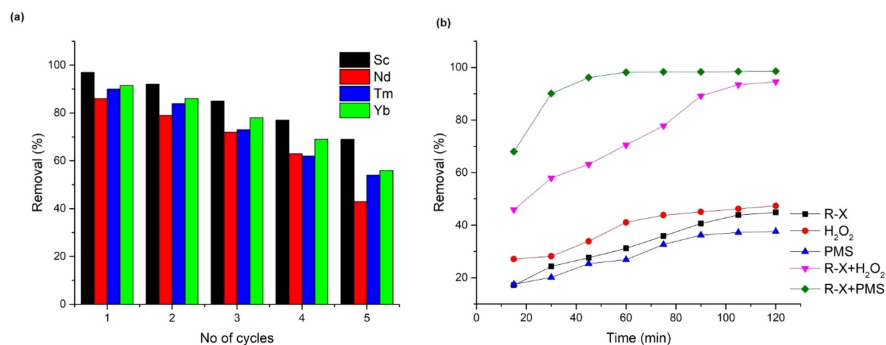 (a)
Removal (%)
100
80
60
40
20
0
Sc
Nd
Tm
Yb
1 2 3 4 5
No of cycles
(b)
Removal (%)
100
80
60
40
20
0 20 40 60 80 100 120
Time (min)
R-X
H₂O₂
PMS
R-X+H₂O₂
R-X+PMS